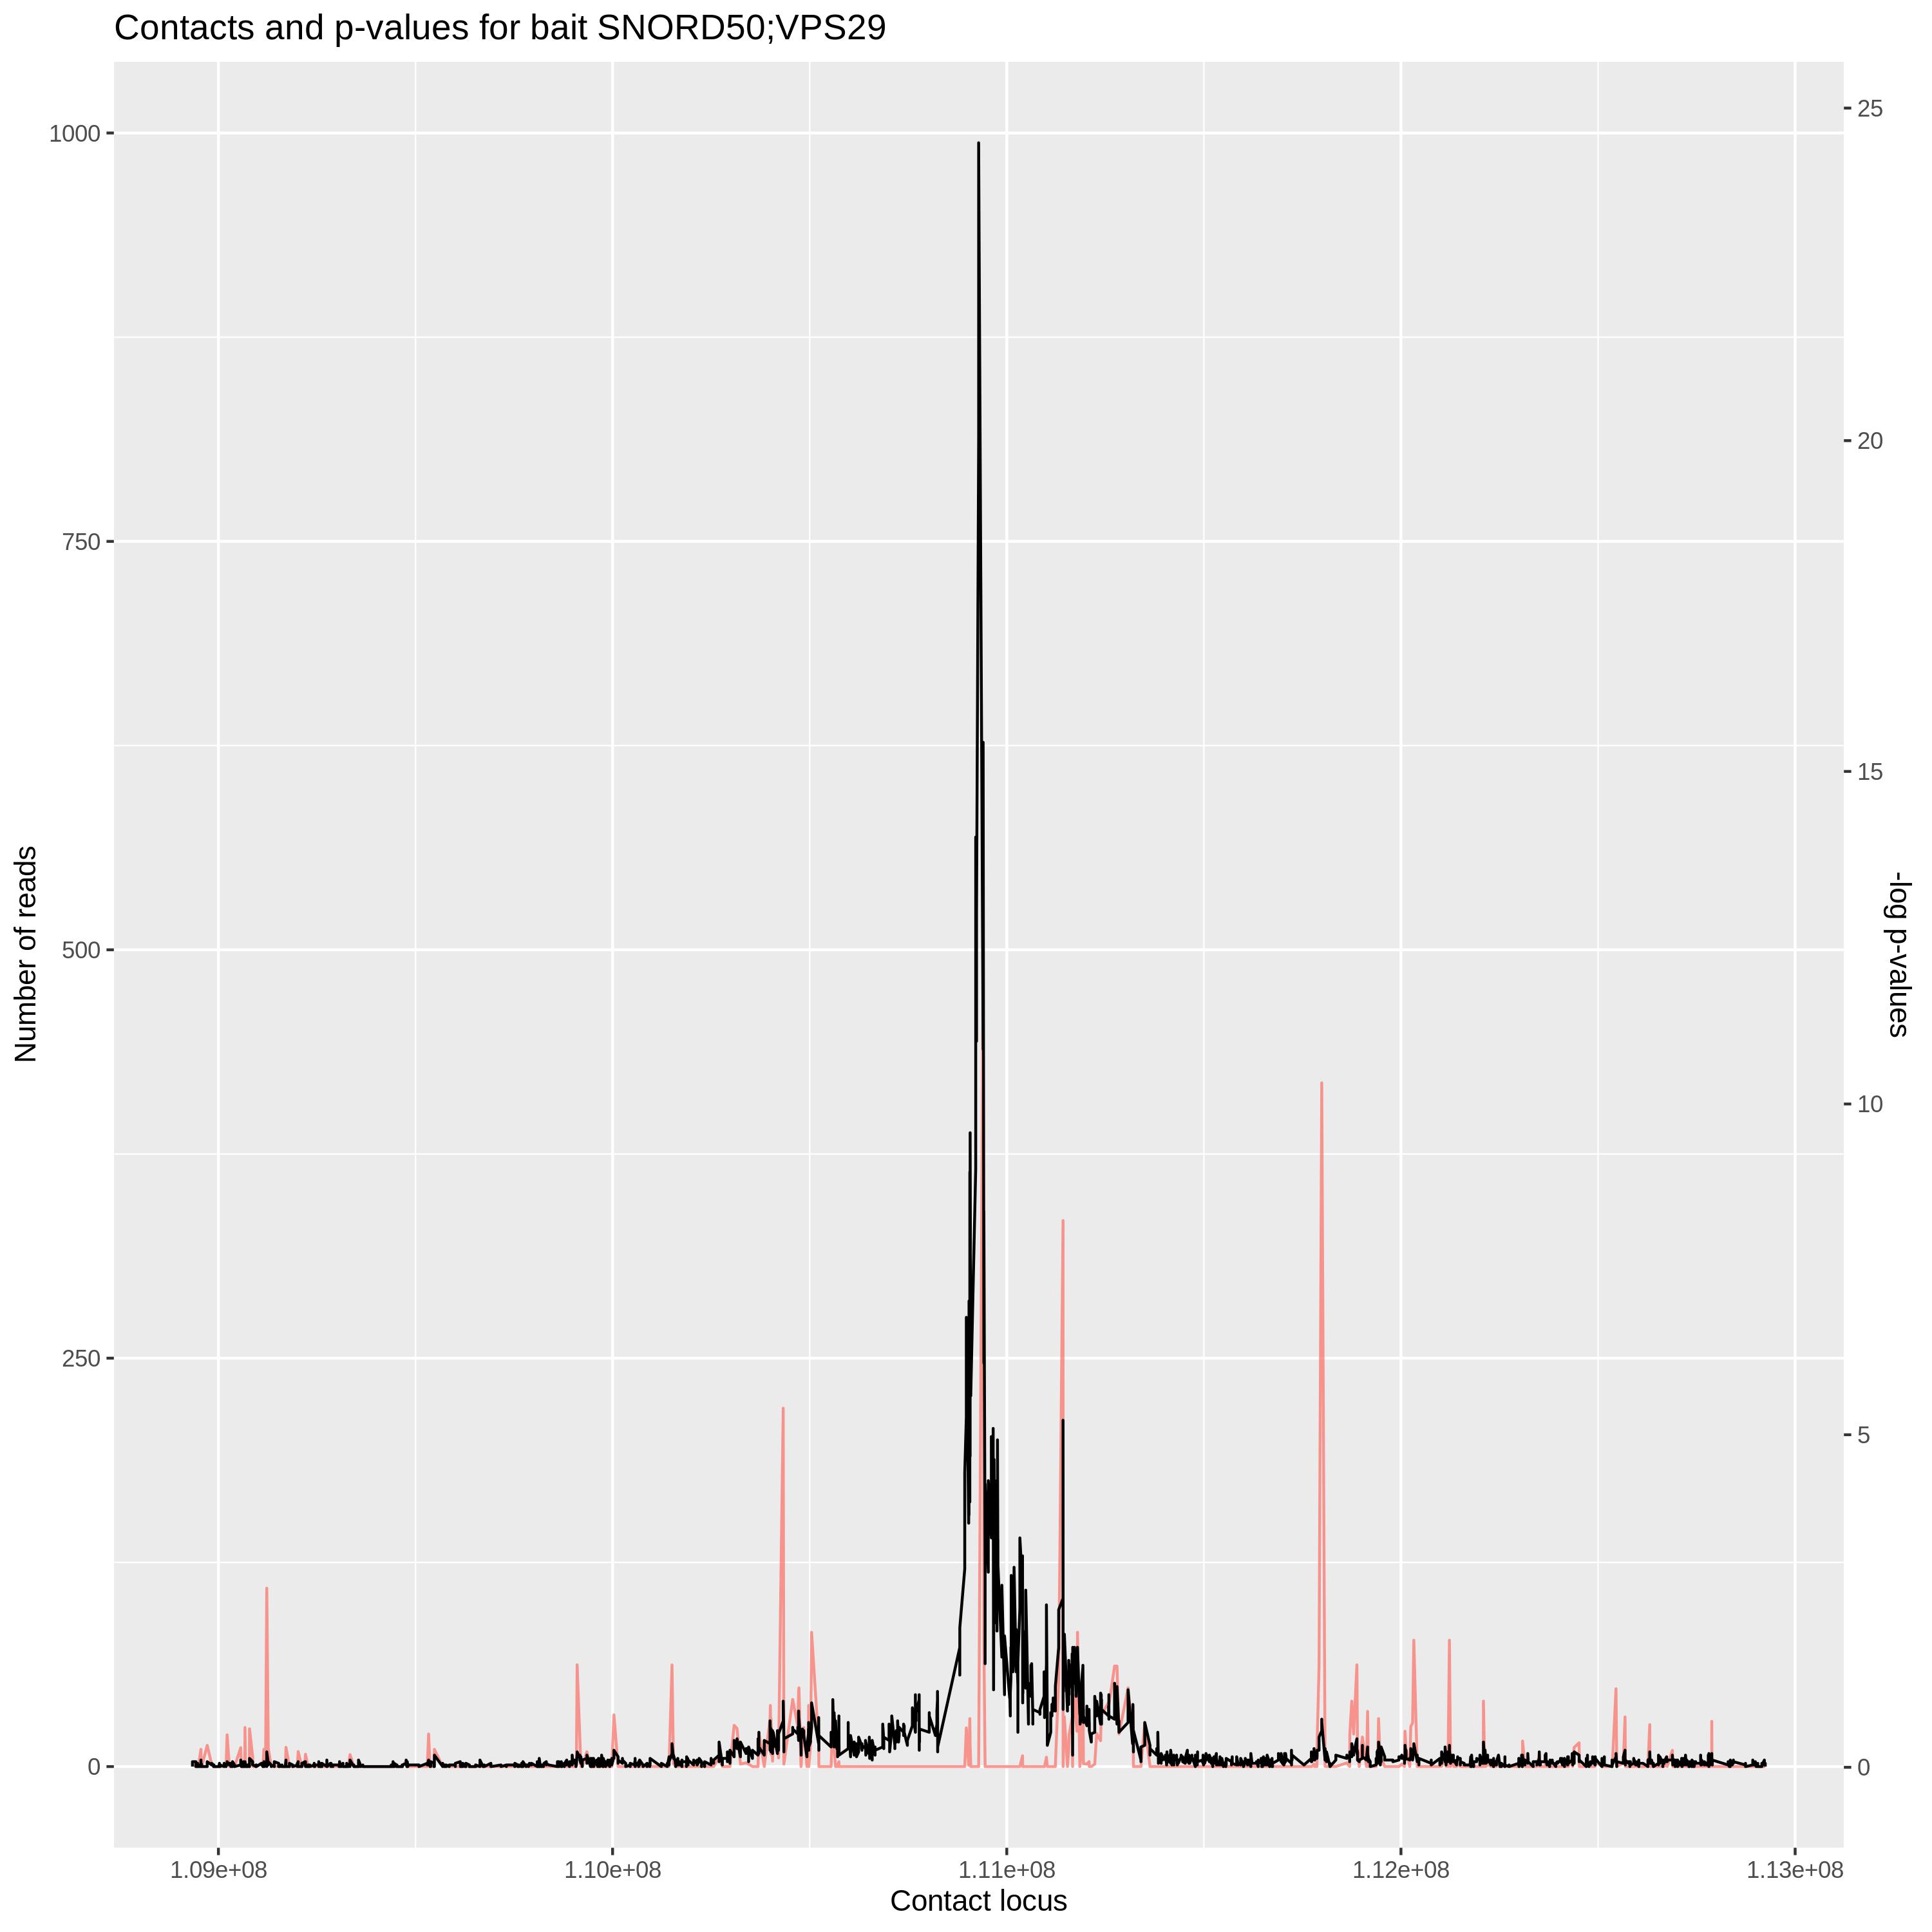 Contacts and p-values for bait SNORD50;VPS29
1000
750
500
250
0
Number of reads
25
20
15
10
5
0
-log p-values
1.09e+08
1.10e+08
1.11e+08
1.12e+08
1.13e+08
Contact locus